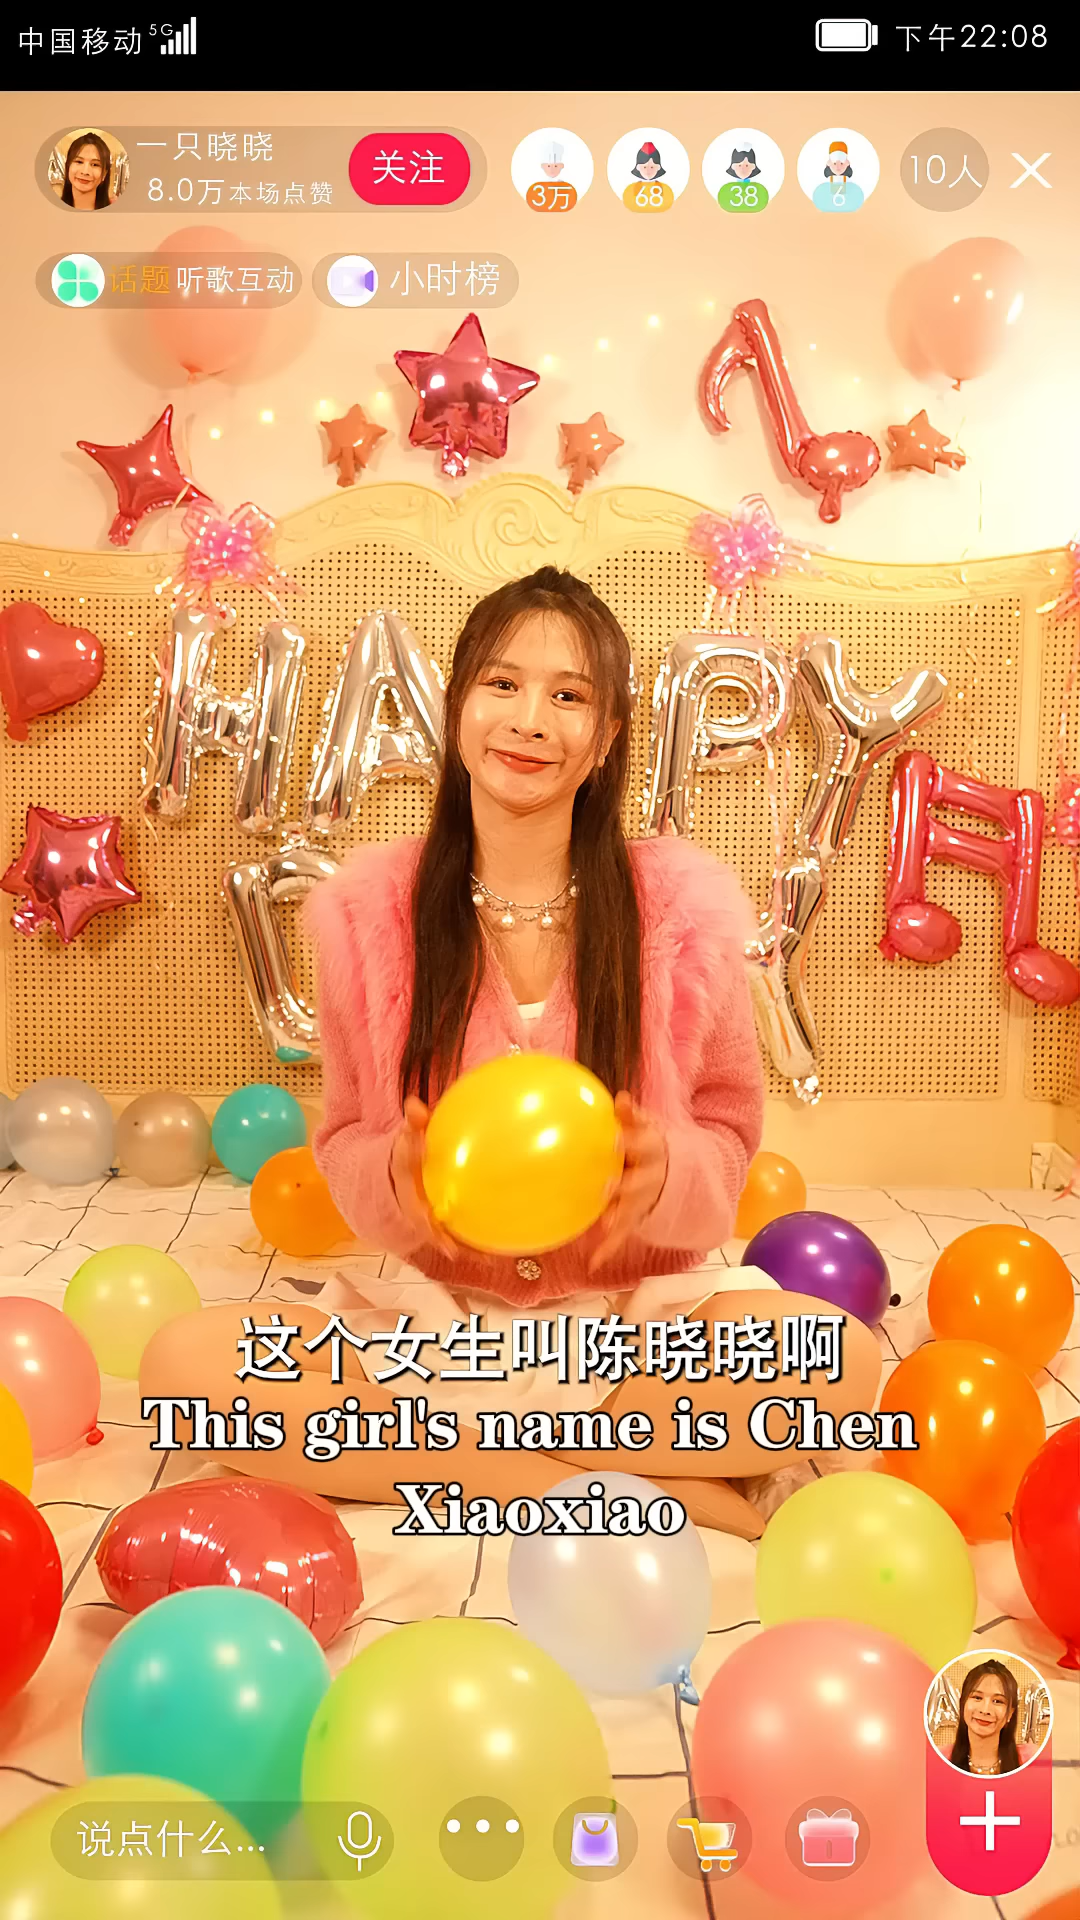 中国移动 5G 下午22:08
一只晓晓
8.0万本场点赞
关注
3万 68 38 6 10人
话题 听歌互动 小时榜
HAPPY
D Y
这个女生叫陈晓晓啊
This girl's name is Chen
Xiaoxiao
说点什么...